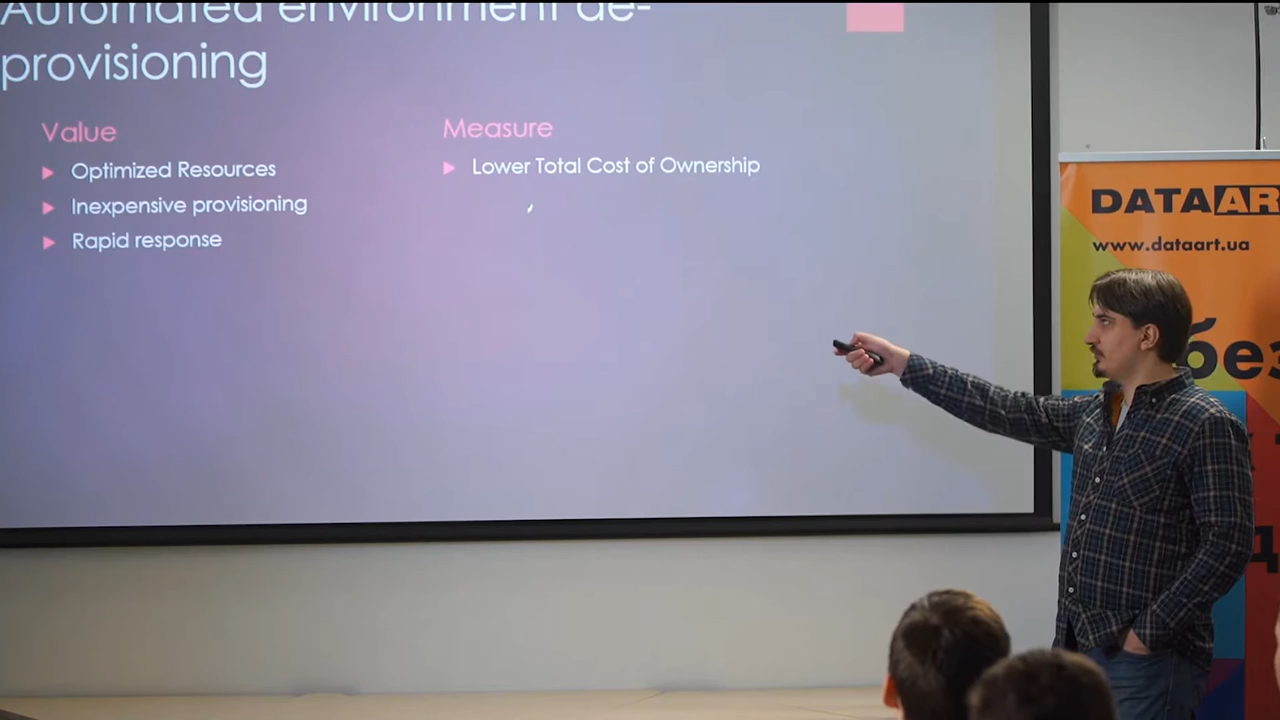 Automated environment de-
provisioning
Value
Optimized Resources
Inexpensive provisioning
Rapid response
Measure
Lower Total Cost of Ownership
DATAAR
www.dataart.ua
без